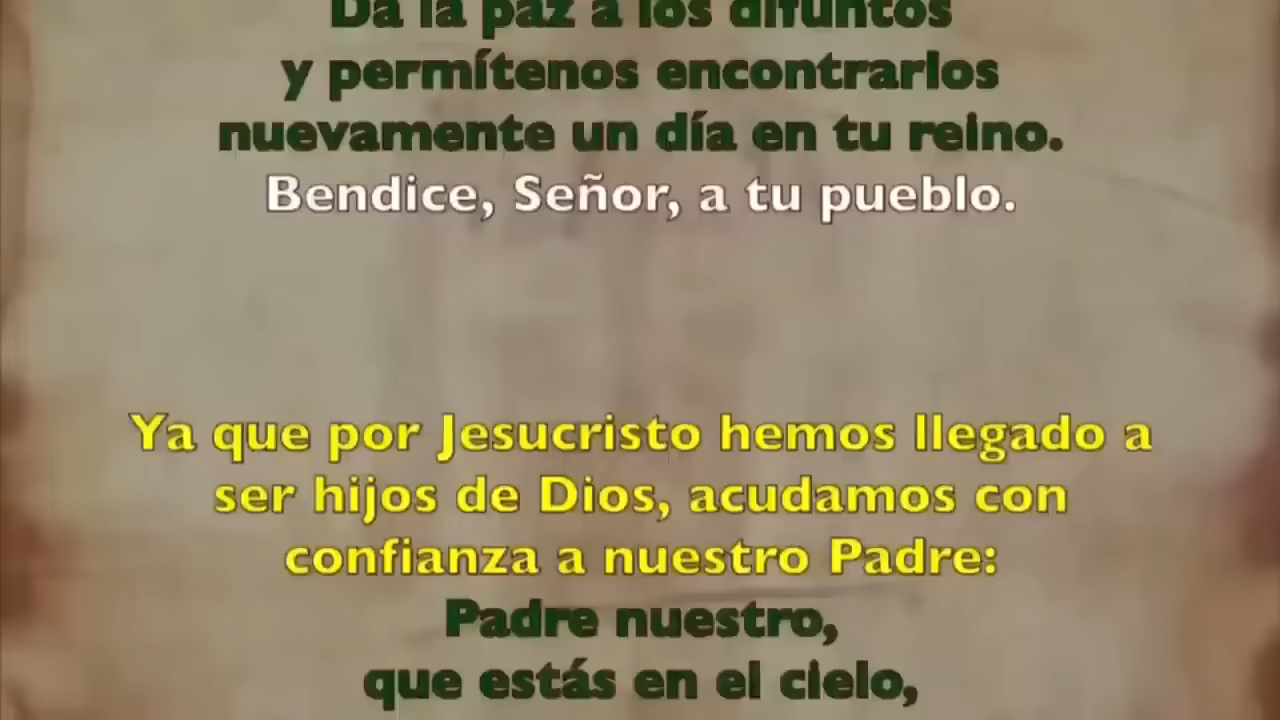 Da la paz a los difuntos
y permítenos encontrarlos
nuevamente un día en tu reino.
Bendice, Señor, a tu pueblo.
Ya que por Jesucristo hemos llegado a
ser hijos de Dios, acudamos con
confianza a nuestro Padre:
Padre nuestro,
que estás en el cielo,